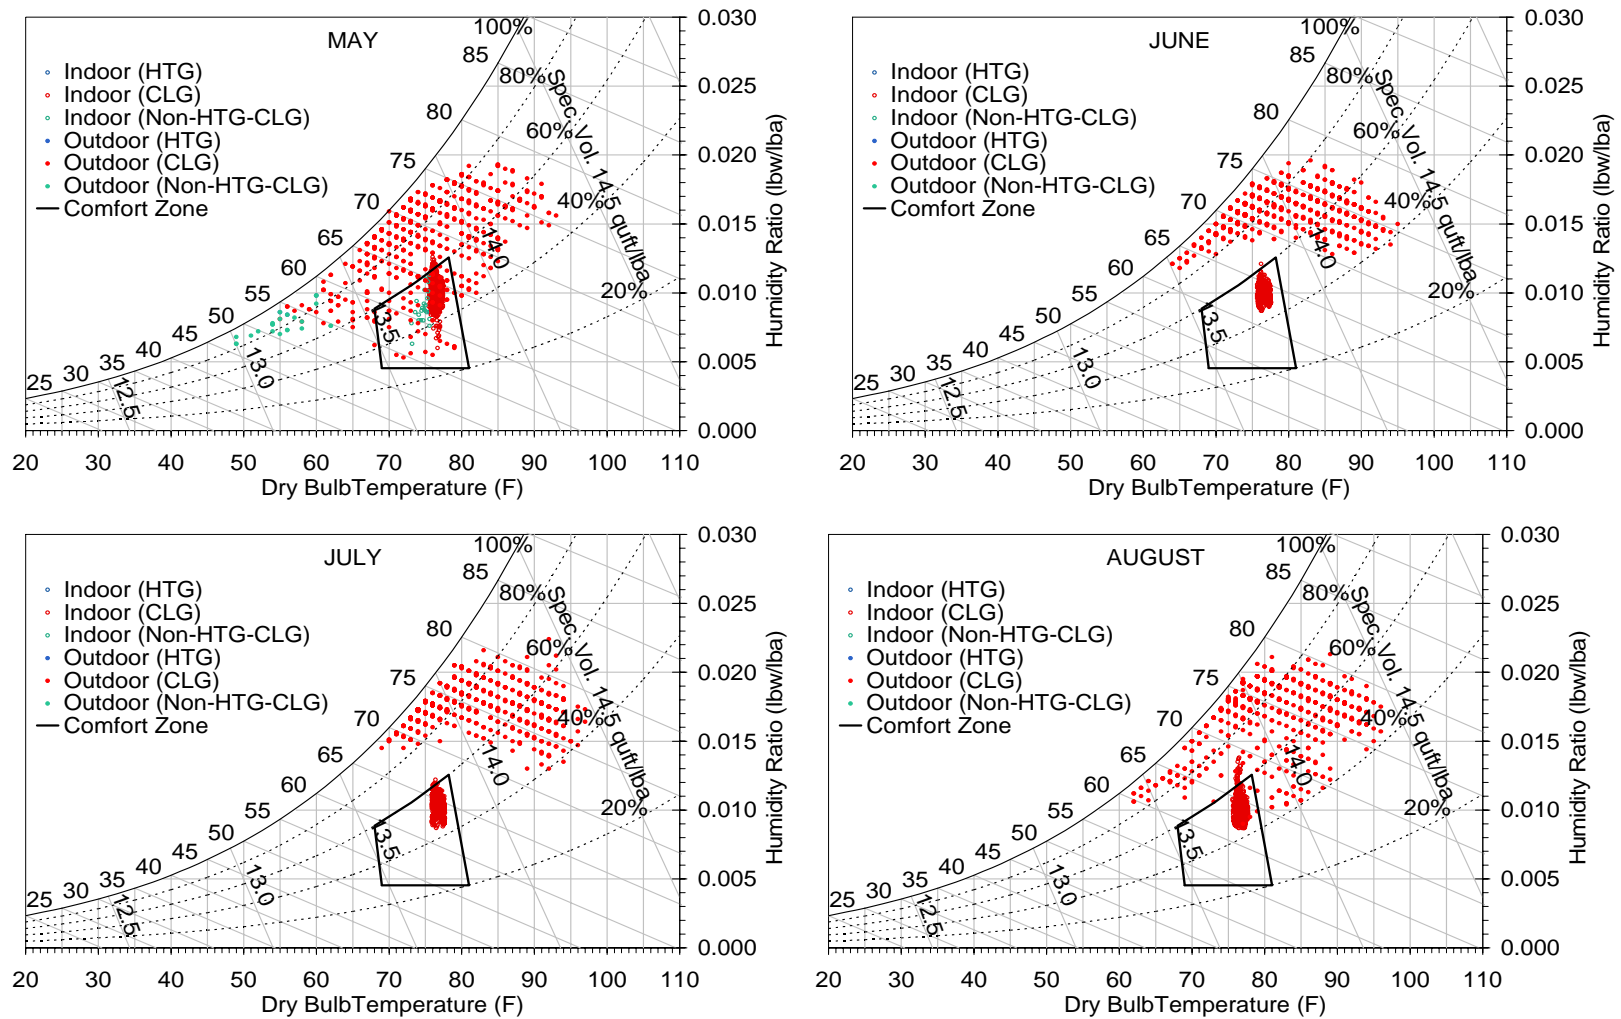 MAY
Indoor (HTG)
Indoor (CLG)
Indoor (Non-HTG-CLG)
Outdoor (HTG)
Outdoor (CLG)
Outdoor (Non-HTG-CLG)
Comfort Zone
25 30 35 40 45 50 55 60 65 70 75 80 85
100%
80%
60%
40%
20%
12.5
13.0
13.5
14.0
Spec. Vol. 14.5 quft/lba
0.030
0.025
0.020
0.015
0.010
0.005
0.000
Humidity Ratio (lbw/lba)
20 30 40 50 60 70 80 90 100 110
Dry BulbTemperature (F)
JUNE
Indoor (HTG)
Indoor (CLG)
Indoor (Non-HTG-CLG)
Outdoor (HTG)
Outdoor (CLG)
Outdoor (Non-HTG-CLG)
Comfort Zone
25 30 35 40 45 50 55 60 65 70 75 80 85
100%
80%
60%
40%
20%
12.5
13.0
13.5
14.0
Spec. Vol. 14.5 quft/lba
0.030
0.025
0.020
0.015
0.010
0.005
0.000
Humidity Ratio (lbw/lba)
20 30 40 50 60 70 80 90 100 110
Dry BulbTemperature (F)
JULY
Indoor (HTG)
Indoor (CLG)
Indoor (Non-HTG-CLG)
Outdoor (HTG)
Outdoor (CLG)
Outdoor (Non-HTG-CLG)
Comfort Zone
25 30 35 40 45 50 55 60 65 70 75 80 85
100%
80%
60%
40%
20%
12.5
13.0
13.5
14.0
Spec. Vol. 14.5 quft/lba
0.030
0.025
0.020
0.015
0.010
0.005
0.000
Humidity Ratio (lbw/lba)
20 30 40 50 60 70 80 90 100 110
Dry BulbTemperature (F)
AUGUST
Indoor (HTG)
Indoor (CLG)
Indoor (Non-HTG-CLG)
Outdoor (HTG)
Outdoor (CLG)
Outdoor (Non-HTG-CLG)
Comfort Zone
25 30 35 40 45 50 55 60 65 70 75 80 85
100%
80%
60%
40%
20%
12.5
13.0
13.5
14.0
Spec. Vol. 14.5 quft/lba
0.030
0.025
0.020
0.015
0.010
0.005
0.000
Humidity Ratio (lbw/lba)
20 30 40 50 60 70 80 90 100 110
Dry BulbTemperature (F)